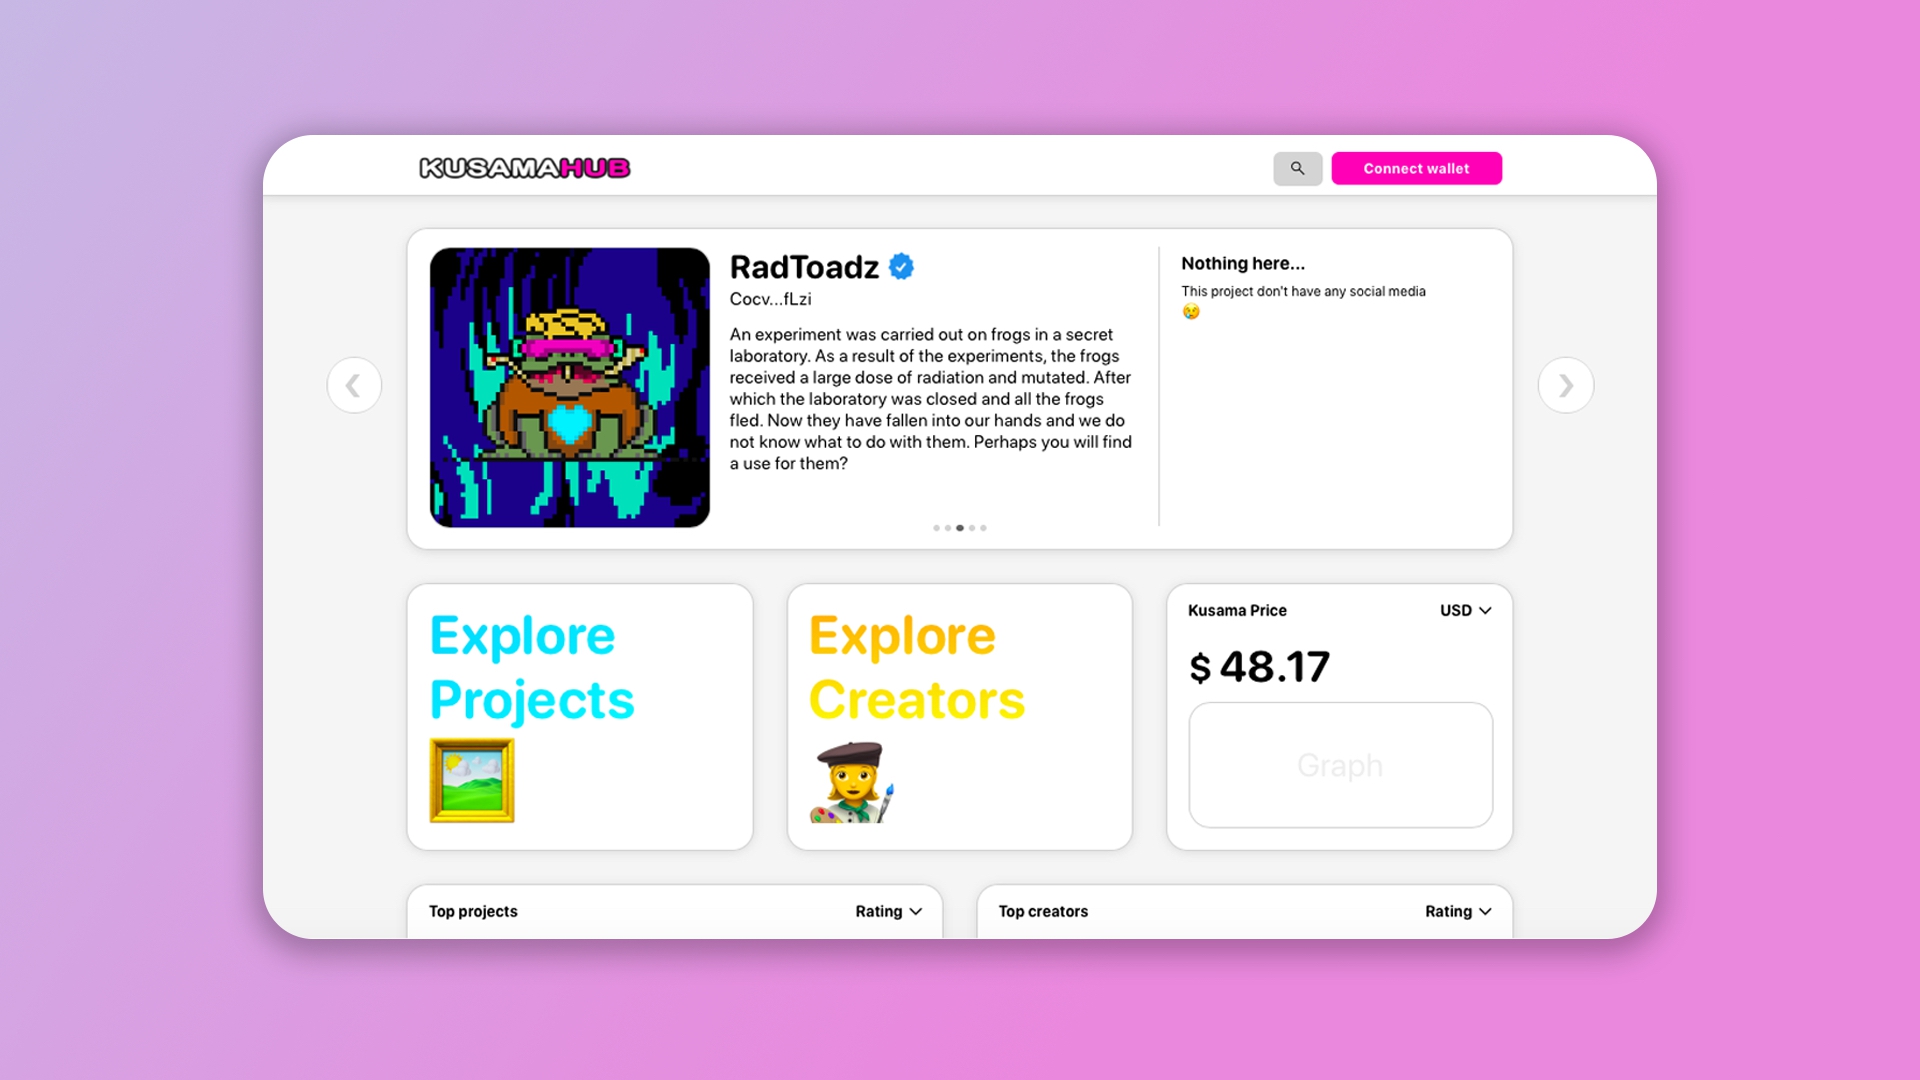 KUSAMAHUB
Connect wallet
RadToadz
Cocv...fLzi
An experiment was carried out on frogs in a secret
laboratory. As a result of the experiments, the frogs
received a large dose of radiation and mutated. After
which the laboratory was closed and all the frogs
fled. Now they have fallen into our hands and we do
not know what to do with them. Perhaps you will find
a use for them?
Nothing here...
This project don't have any social media
😢
Explore
Projects
Explore
Creators
Kusama Price
USD
$ 48.17
Graph
Top projects
Rating
Top creators
Rating